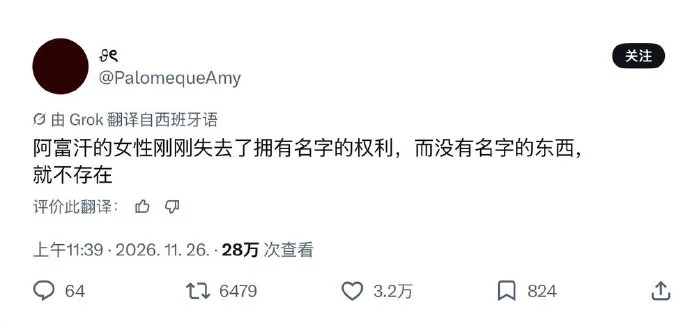 ୬ৎ
关注
@PalomequeAmy
由 Grok 翻译自西班牙语
阿富汗的女性刚刚失去了拥有名字的权利，而没有名字的东西，
就不存在
评价此翻译：
上午11:39 · 2026. 11. 26. · 28万 次查看
64 6479 3.2万 824